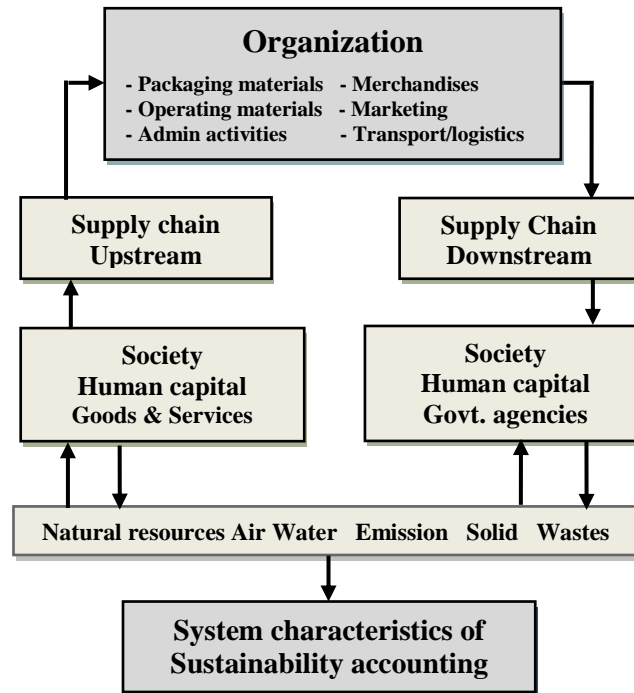 Organization
- Packaging materials - Merchandises
- Operating materials - Marketing
- Admin activities - Transport/logistics
Supply chain
Upstream
Supply Chain
Downstream
Society
Human capital
Goods & Services
Society
Human capital
Govt. agencies
Natural resources Air Water Emission Solid Wastes
System characteristics of
Sustainability accounting